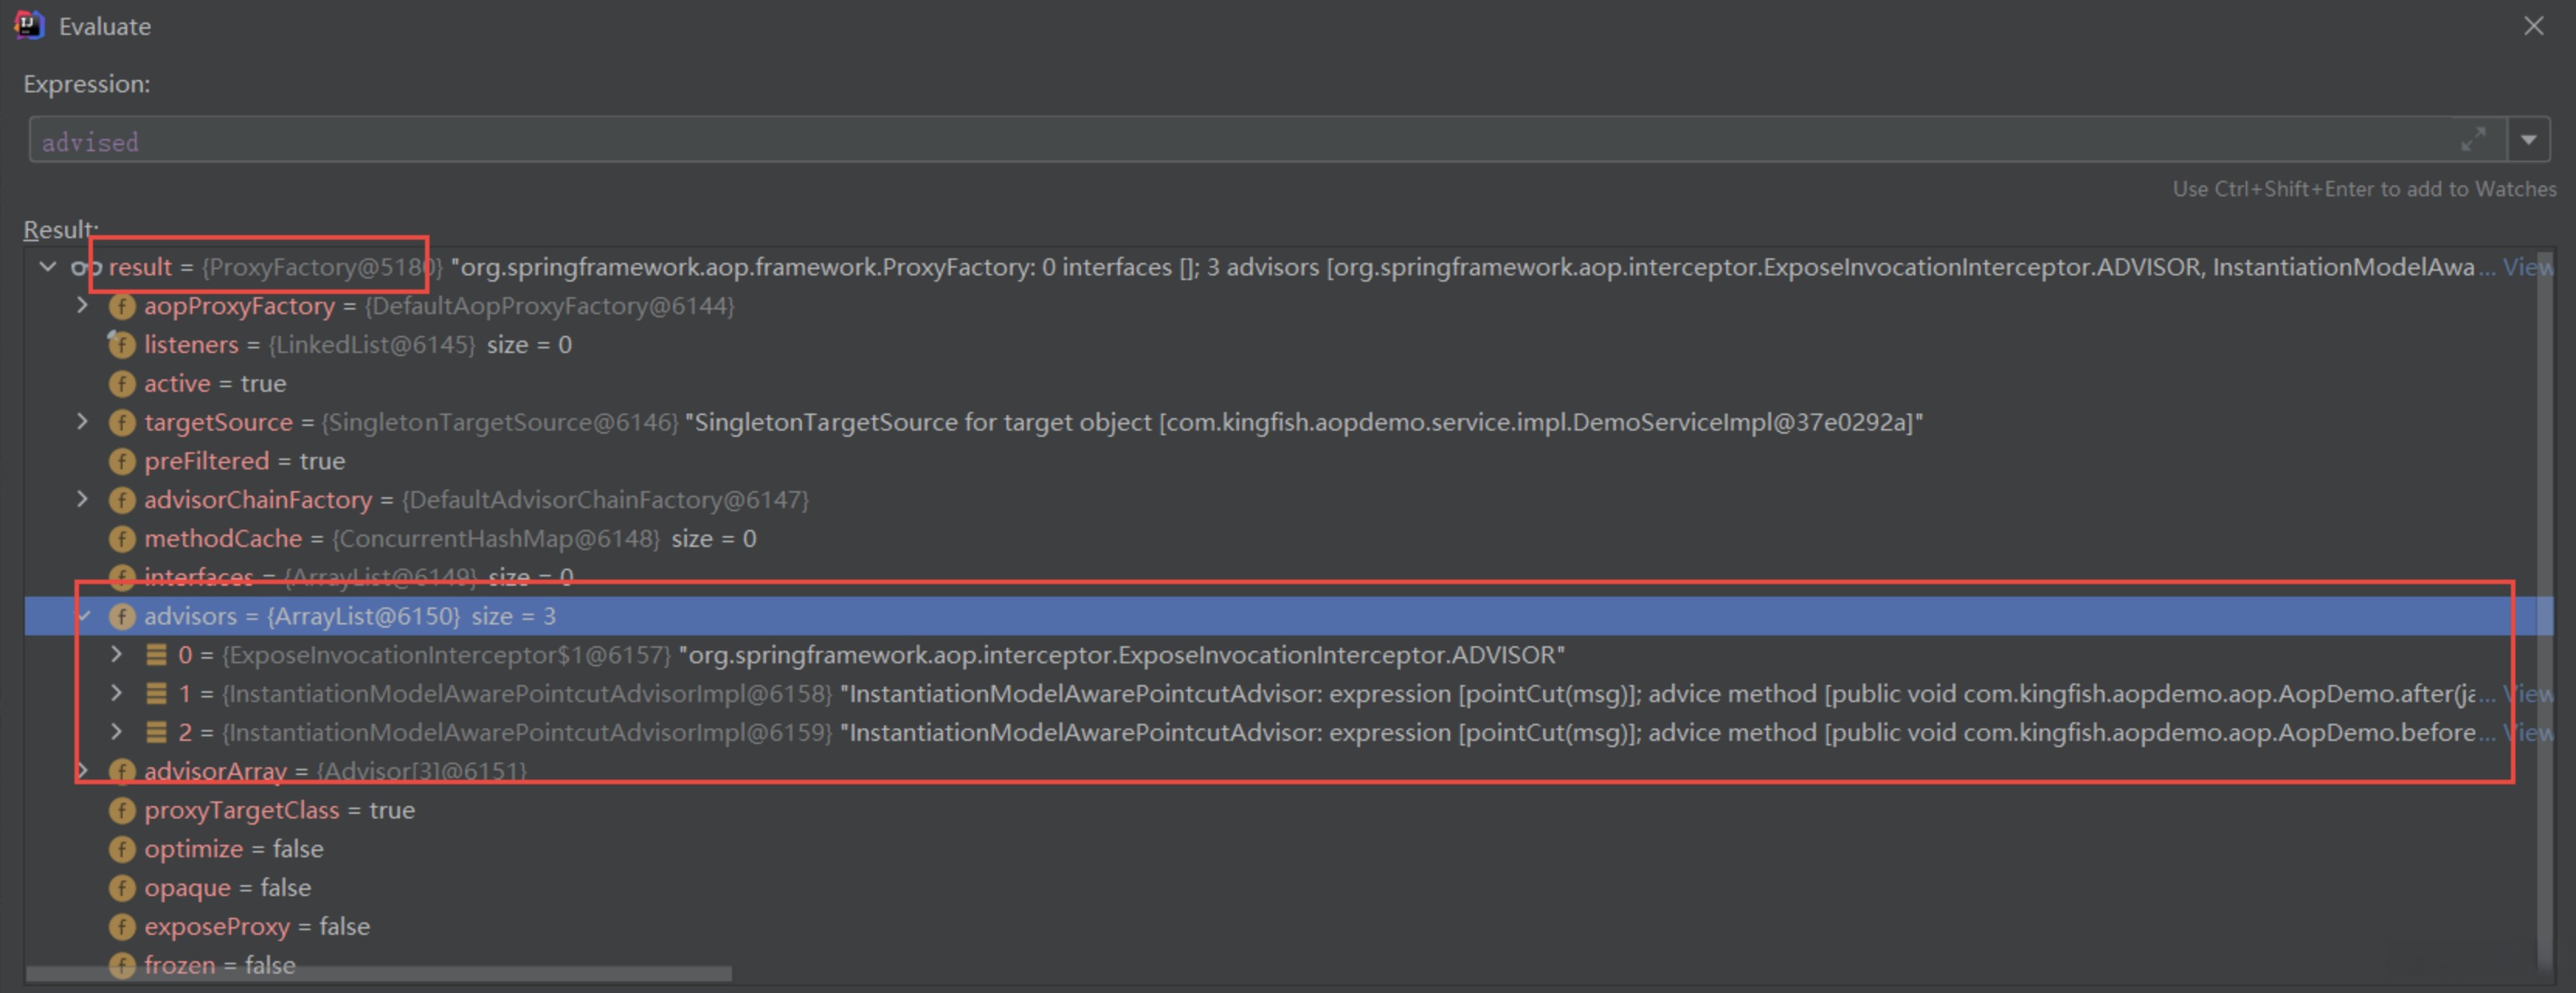 Evaluate
Expression:
advised
Use Ctrl+Shift+Enter to add to Watches
Result:
result = {ProxyFactory@5180} "org.springframework.aop.framework.ProxyFactory: 0 interfaces []; 3 advisors [org.springframework.aop.interceptor.ExposeInvocationInterceptor.ADVISOR, InstantiationModelAwa... View
f aopProxyFactory = {DefaultAopProxyFactory@6144}
f listeners = {LinkedList@6145} size = 0
f active = true
f targetSource = {SingletonTargetSource@6146} "SingletonTargetSource for target object [com.kingfish.aopdemo.service.impl.DemoServiceImpl@37e0292a]"
f preFiltered = true
f advisorChainFactory = {DefaultAdvisorChainFactory@6147}
f methodCache = {ConcurrentHashMap@6148} size = 0
f interfaces = {ArrayList@6149} size = 0
f advisors = {ArrayList@6150} size = 3
0 = {ExposeInvocationInterceptor$1@6157} "org.springframework.aop.interceptor.ExposeInvocationInterceptor.ADVISOR"
1 = {InstantiationModelAwarePointcutAdvisorImpl@6158} "InstantiationModelAwarePointcutAdvisor: expression [pointCut(msg)]; advice method [public void com.kingfish.aopdemo.aop.AopDemo.after(ja... View
2 = {InstantiationModelAwarePointcutAdvisorImpl@6159} "InstantiationModelAwarePointcutAdvisor: expression [pointCut(msg)]; advice method [public void com.kingfish.aopdemo.aop.AopDemo.before... View
f advisorArray = {Advisor[3]@6151}
f proxyTargetClass = true
f optimize = false
f opaque = false
f exposeProxy = false
f frozen = false